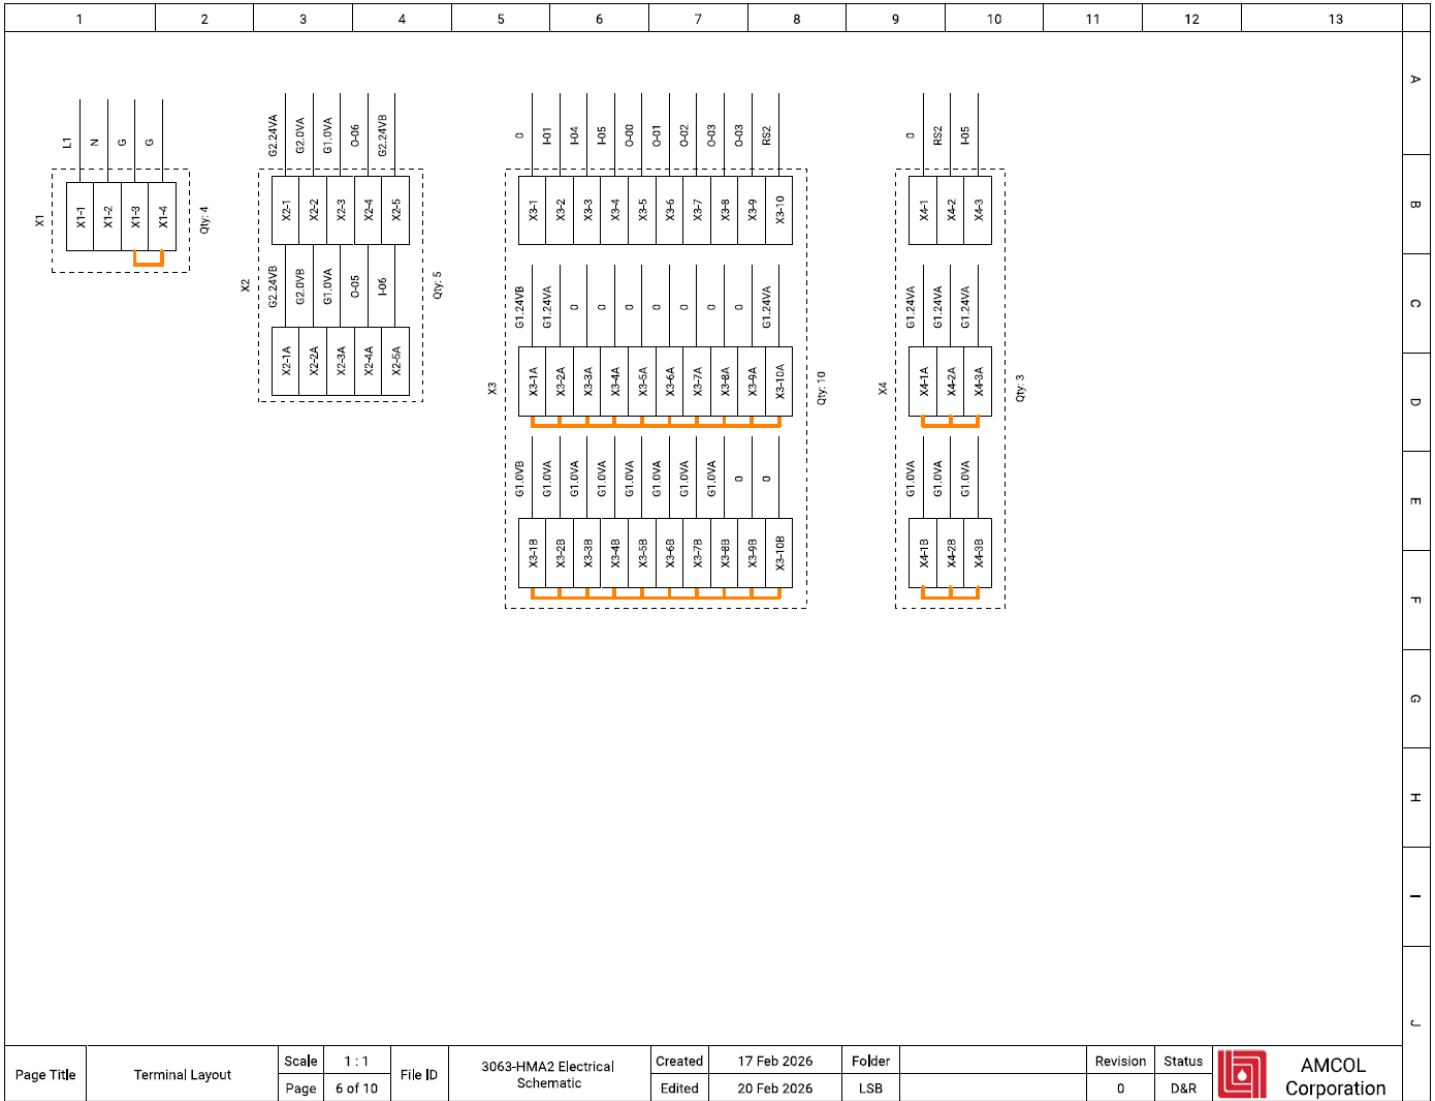 1 2 3 4 5 6 7 8 9 10 11 12 13
A
B
C
D
E
F
G
H
I
J
X1
L1 N G G
X1-1 X1-2 X1-3 X1-4
Qty: 4
X2
G2.24VA G2.0VA G1.0VA O-06 G2.24VB
X2-1 X2-2 X2-3 X2-4 X2-5
G2.24VB G2.0VB G1.0VA O-05 I-06
X2-1A X2-2A X2-3A X2-4A X2-5A
Qty: 5
X3
0 I-01 I-04 I-05 O-00 O-01 O-02 O-03 O-03 RS2
X3-1 X3-2 X3-3 X3-4 X3-5 X3-6 X3-7 X3-8 X3-9 X3-10
G1.24VB G1.24VA 0 0 0 0 0 0 0 G1.24VA
X3-1A X3-2A X3-3A X3-4A X3-5A X3-6A X3-7A X3-8A X3-9A X3-10A
G1.0VB G1.0VA G1.0VA G1.0VA G1.0VA G1.0VA G1.0VA G1.0VA 0 0
X3-1B X3-2B X3-3B X3-4B X3-5B X3-6B X3-7B X3-8B X3-9B X3-10B
Qty: 10
X4
0 RS2 I-05
X4-1 X4-2 X4-3
G1.24VA G1.24VA G1.24VA
X4-1A X4-2A X4-3A
G1.0VA G1.0VA G1.0VA
X4-1B X4-2B X4-3B
Qty: 3
Page Title
Terminal Layout
Scale 1 : 1
Page 6 of 10
File ID
3063-HMA2 Electrical
Schematic
Created 17 Feb 2026
Edited 20 Feb 2026
Folder
LSB
Revision
0
Status
D&R
AMCOL
Corporation